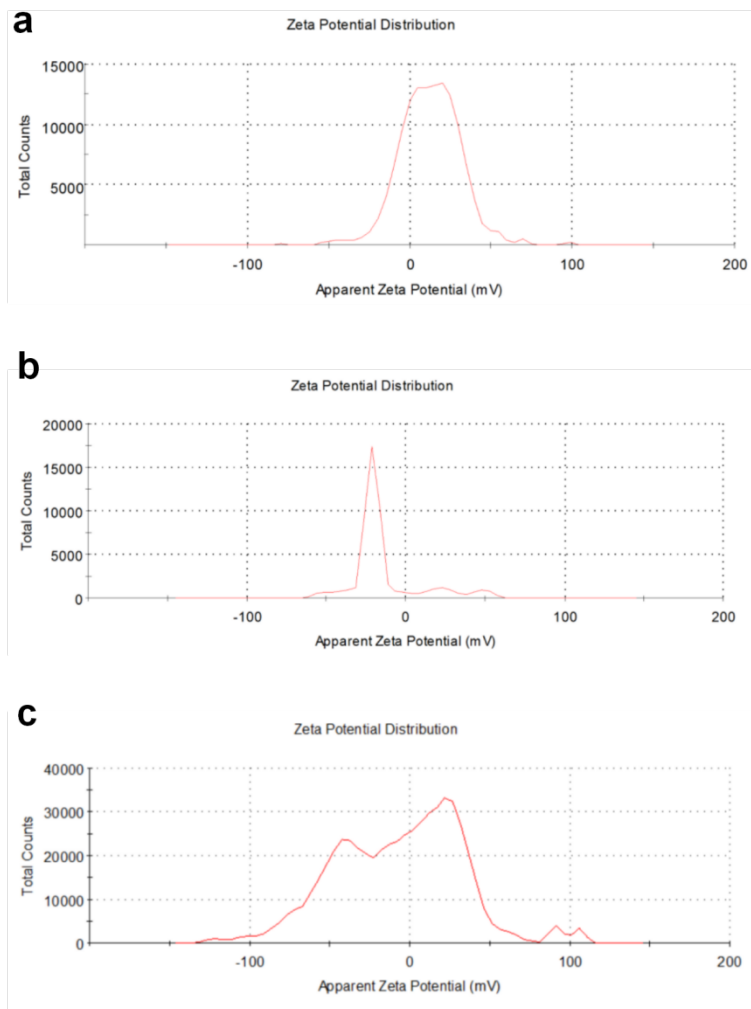 a
Zeta Potential Distribution
15000
10000
5000
Total Counts
-100 0 100 200
Apparent Zeta Potential (mV)
b
Zeta Potential Distribution
20000
15000
10000
5000
0
Total Counts
-100 0 100 200
Apparent Zeta Potential (mV)
c
Zeta Potential Distribution
40000
30000
20000
10000
0
Total Counts
-100 0 100 200
Apparent Zeta Potential (mV)